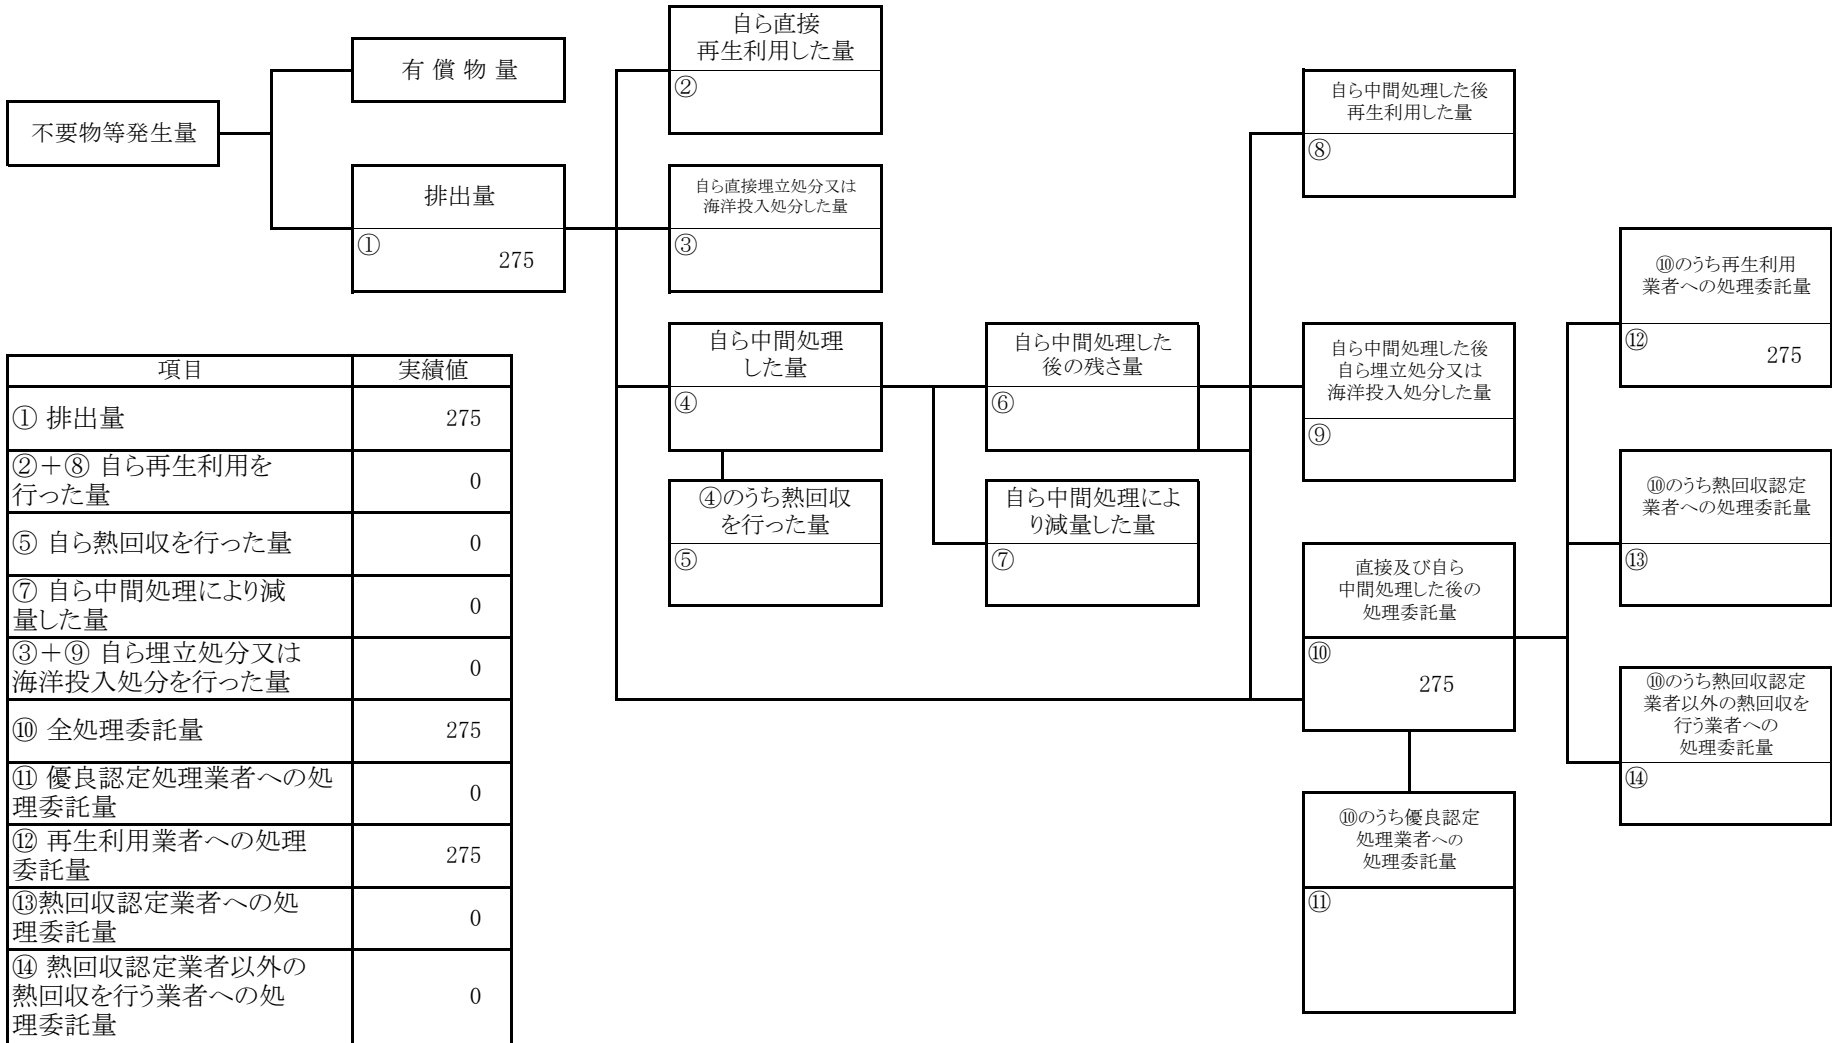 不要物等発生量
有 償 物 量
排出量
①
275
自ら直接
再生利用した量
②
自ら直接埋立処分又は
海洋投入処分した量
③
自ら中間処理
した量
④
④のうち熱回収
を行った量
⑤
自ら中間処理した
後の残さ量
⑥
自ら中間処理によ
り減量した量
⑦
自ら中間処理した後
再生利用した量
⑧
自ら中間処理した後
自ら埋立処分又は
海洋投入処分した量
⑨
直接及び自ら
中間処理した後の
処理委託量
⑩
275
⑩のうち優良認定
処理業者への
処理委託量
⑪
⑩のうち再生利用
業者への処理委託量
⑫
275
⑩のうち熱回収認定
業者への処理委託量
⑬
⑩のうち熱回収認定
業者以外の熱回収を
行う業者への
処理委託量
⑭
項目 実績値
① 排出量 275
②+⑧ 自ら再生利用を
行った量 0
⑤ 自ら熱回収を行った量 0
⑦ 自ら中間処理により減
量した量 0
③+⑨ 自ら埋立処分又は
海洋投入処分を行った量 0
⑩ 全処理委託量 275
⑪ 優良認定処理業者への処
理委託量 0
⑫ 再生利用業者への処理
委託量 275
⑬熱回収認定業者への処
理委託量 0
⑭ 熱回収認定業者以外の
熱回収を行う業者への処
理委託量 0